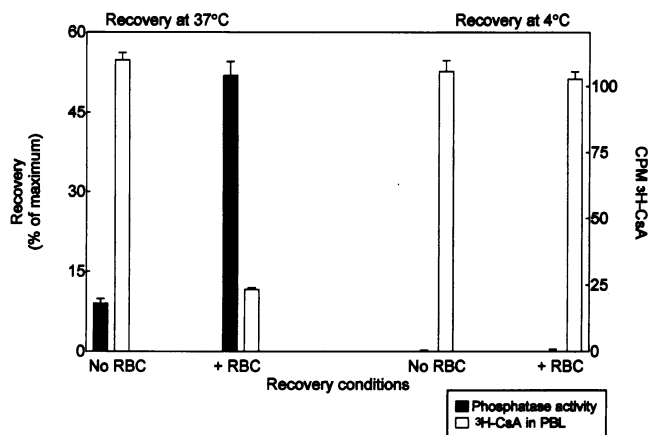 Recovery at 37°C
Recovery at 4°C
60
45
30
15
0
Recovery
(% of maximum)
100
75
50
25
0
CPM ³H-CsA
No RBC
+ RBC
No RBC
+ RBC
Recovery conditions
Phosphatase activity
³H-CsA in PBL